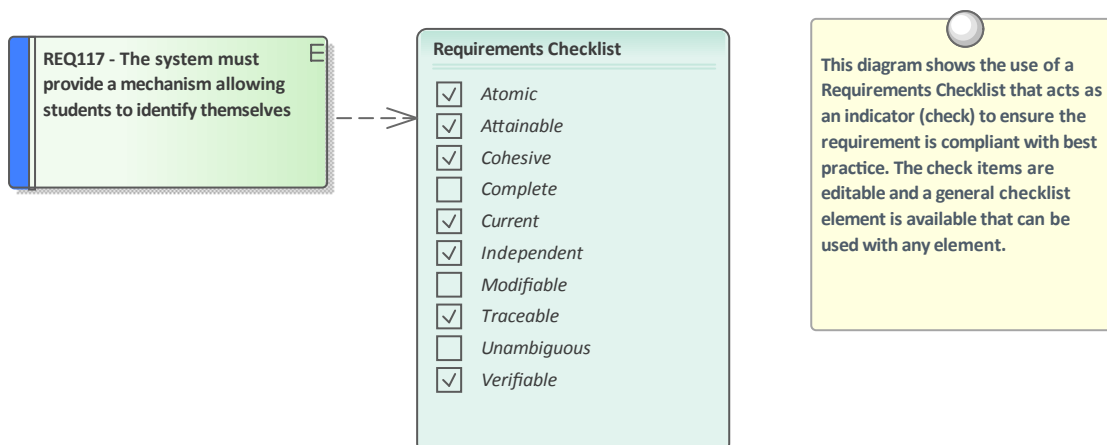 REQ117 - The system must
provide a mechanism allowing
students to identify themselves
E
Requirements Checklist
Atomic
Attainable
Cohesive
Complete
Current
Independent
Modifiable
Traceable
Unambiguous
Verifiable
This diagram shows the use of a
Requirements Checklist that acts as
an indicator (check) to ensure the
requirement is compliant with best
practice. The check items are
editable and a general checklist
element is available that can be
used with any element.